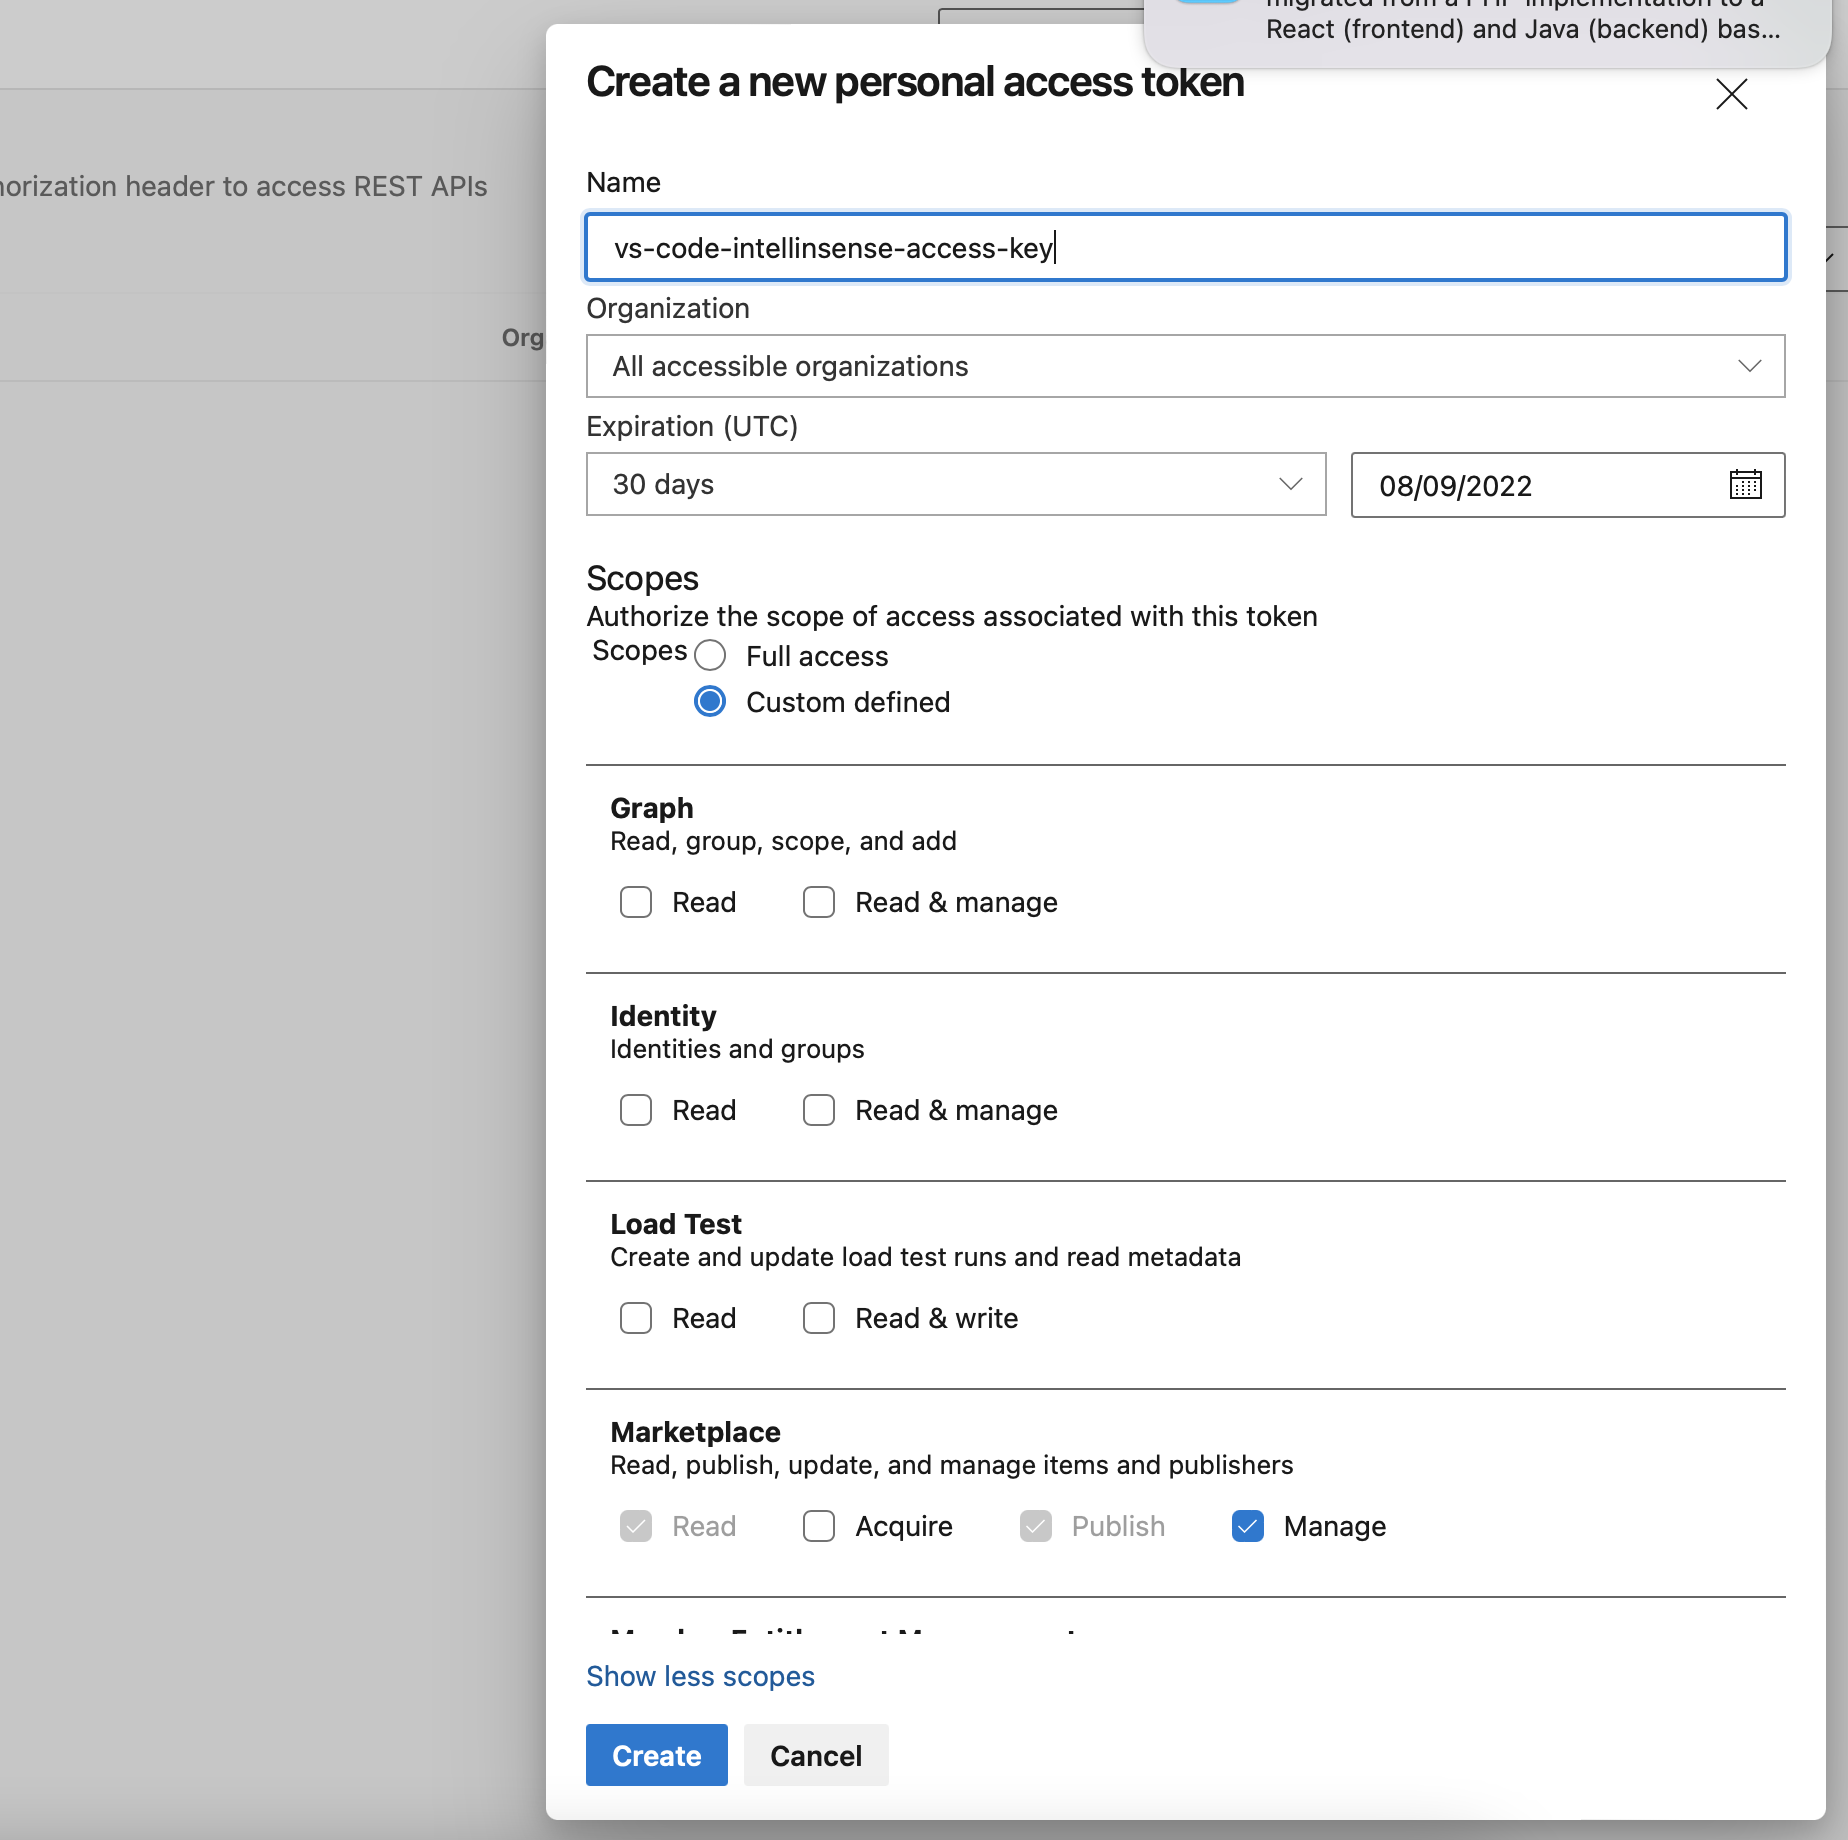 React (frontend) and Java (backend) bas...
Create a new personal access token
orization header to access REST APIs
Name
vs-code-intellinsense-access-key
Organization
Org
All accessible organizations
Expiration (UTC)
30 days
08/09/2022
Scopes
Authorize the scope of access associated with this token
Scopes
Full access
Custom defined
Graph
Read, group, scope, and add
Read Read & manage
Identity
Identities and groups
Read Read & manage
Load Test
Create and update load test runs and read metadata
Read Read & write
Marketplace
Read, publish, update, and manage items and publishers
Read Acquire Publish Manage
Show less scopes
Create Cancel